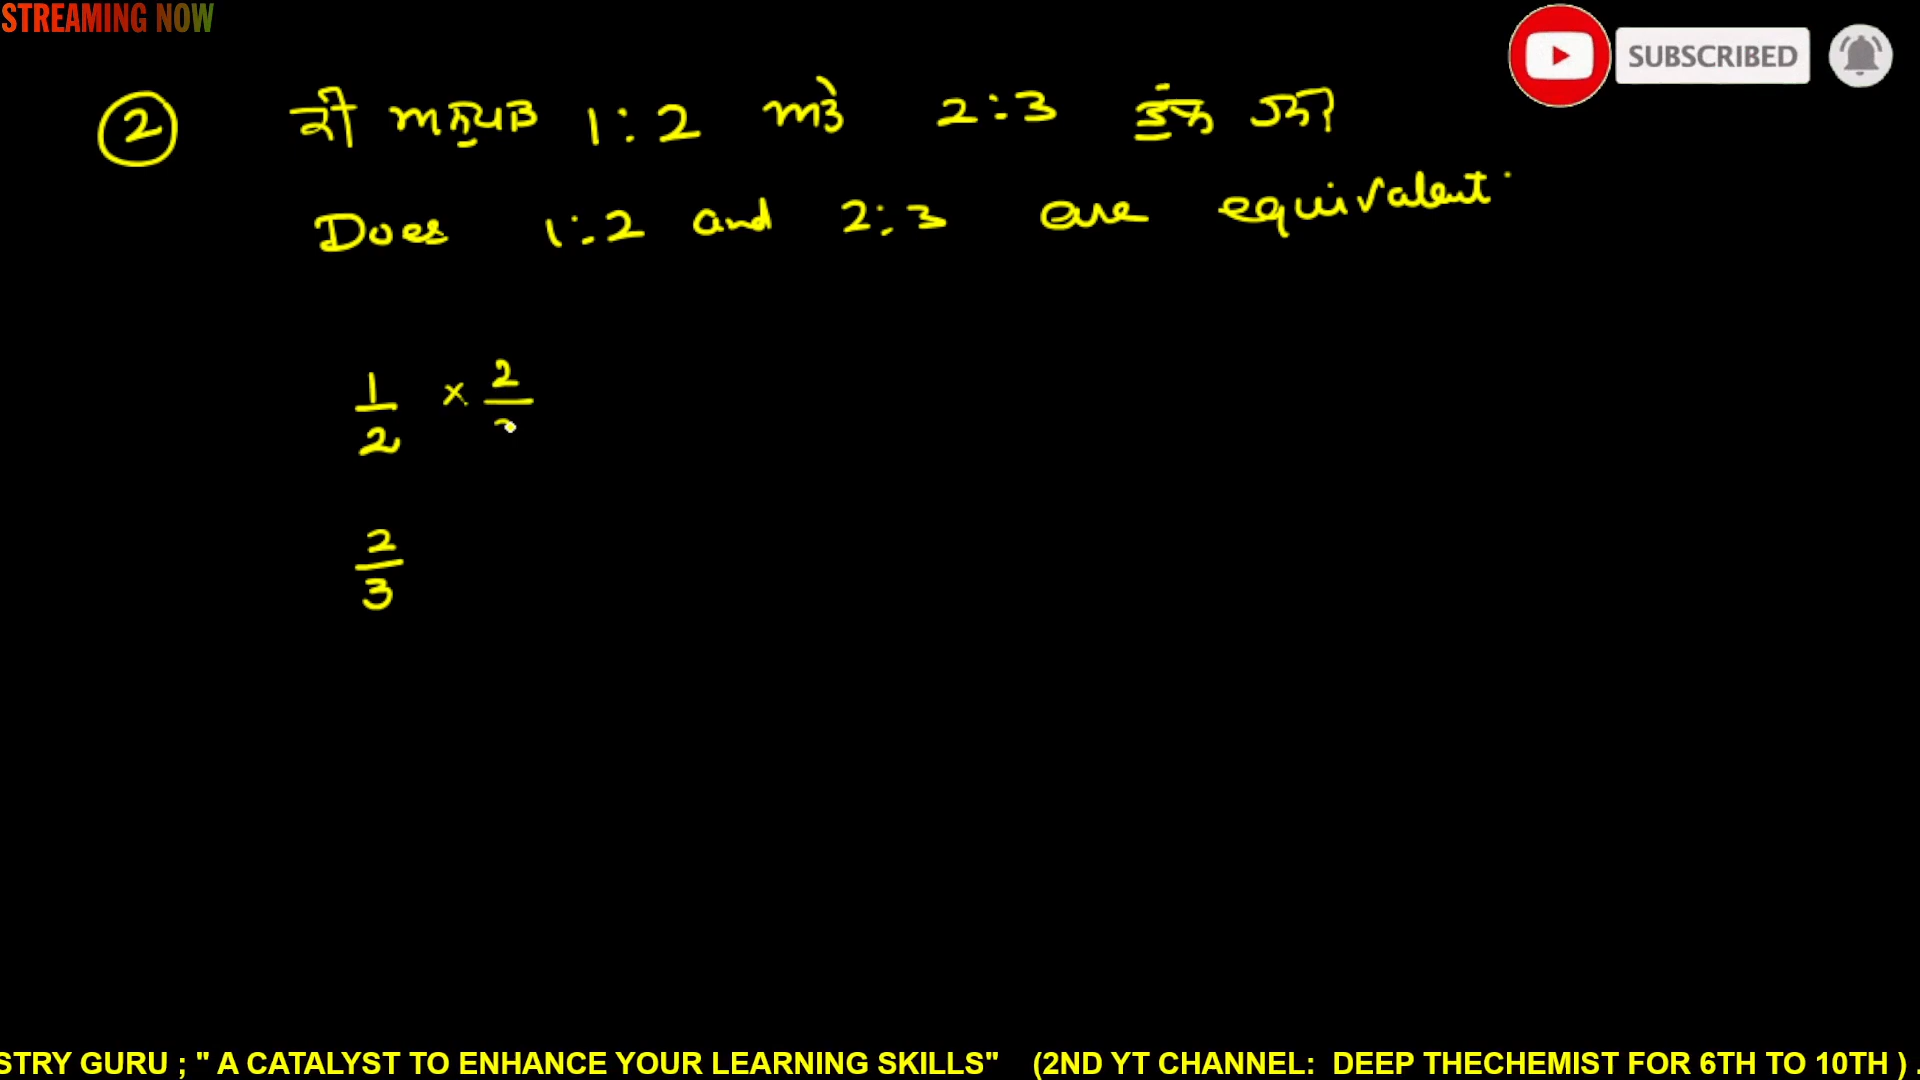 STREAMING NOW
SUBSCRIBED
2 ਕੀ ਅਨੁਪਾਤ 1:2 ਅਤੇ 2:3 ਤੁੱਲ ਹਨ?
Does 1:2 and 2:3 are equivalent
1/2 × 2/
2/3
STRY GURU ; " A CATALYST TO ENHANCE YOUR LEARNING SKILLS" (2ND YT CHANNEL: DEEP THECHEMIST FOR 6TH TO 10TH ) .